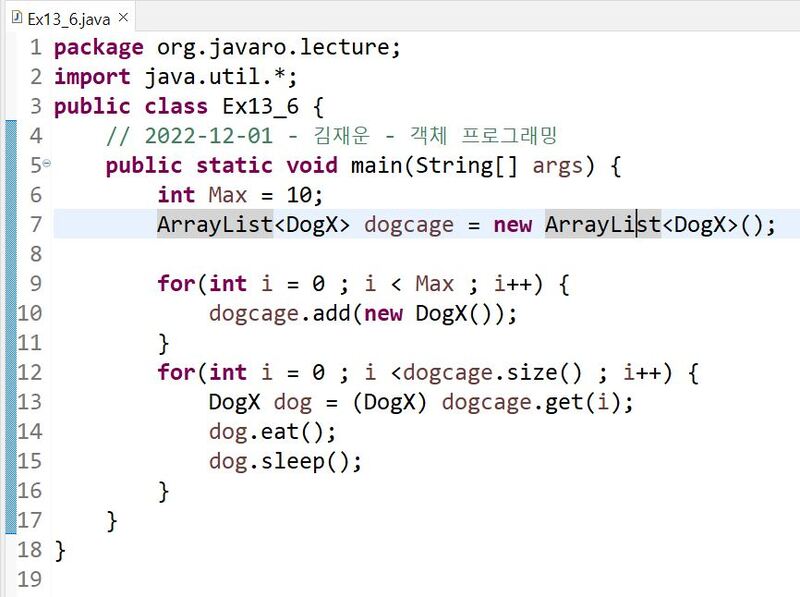 Ex13_6.java
1 package org.javaro.lecture;
2 import java.util.*;
3 public class Ex13_6 {
4     // 2022-12-01 - 김재운 - 객체 프로그래밍
5     public static void main(String[] args) {
6         int Max = 10;
7         ArrayList<DogX> dogcage = new ArrayList<DogX>();
8
9         for(int i = 0 ; i < Max ; i++) {
10             dogcage.add(new DogX());
11         }
12         for(int i = 0 ; i <dogcage.size() ; i++) {
13             DogX dog = (DogX) dogcage.get(i);
14             dog.eat();
15             dog.sleep();
16         }
17     }
18 }
19